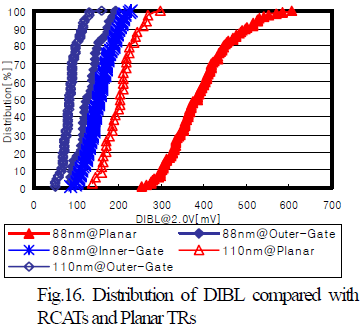 Distribution[%]]
100
90
80
70
60
50
40
30
20
10
0
0 100 200 300 400 500 600 700
DIBL@2.0V[mV]
88nm@Planar 88nm@Outer-Gate
88nm@Inner-Gate 110nm@Planar
110nm@Outer-Gate
Fig.16. Distribution of DIBL compared with
RCATs and Planar TRs